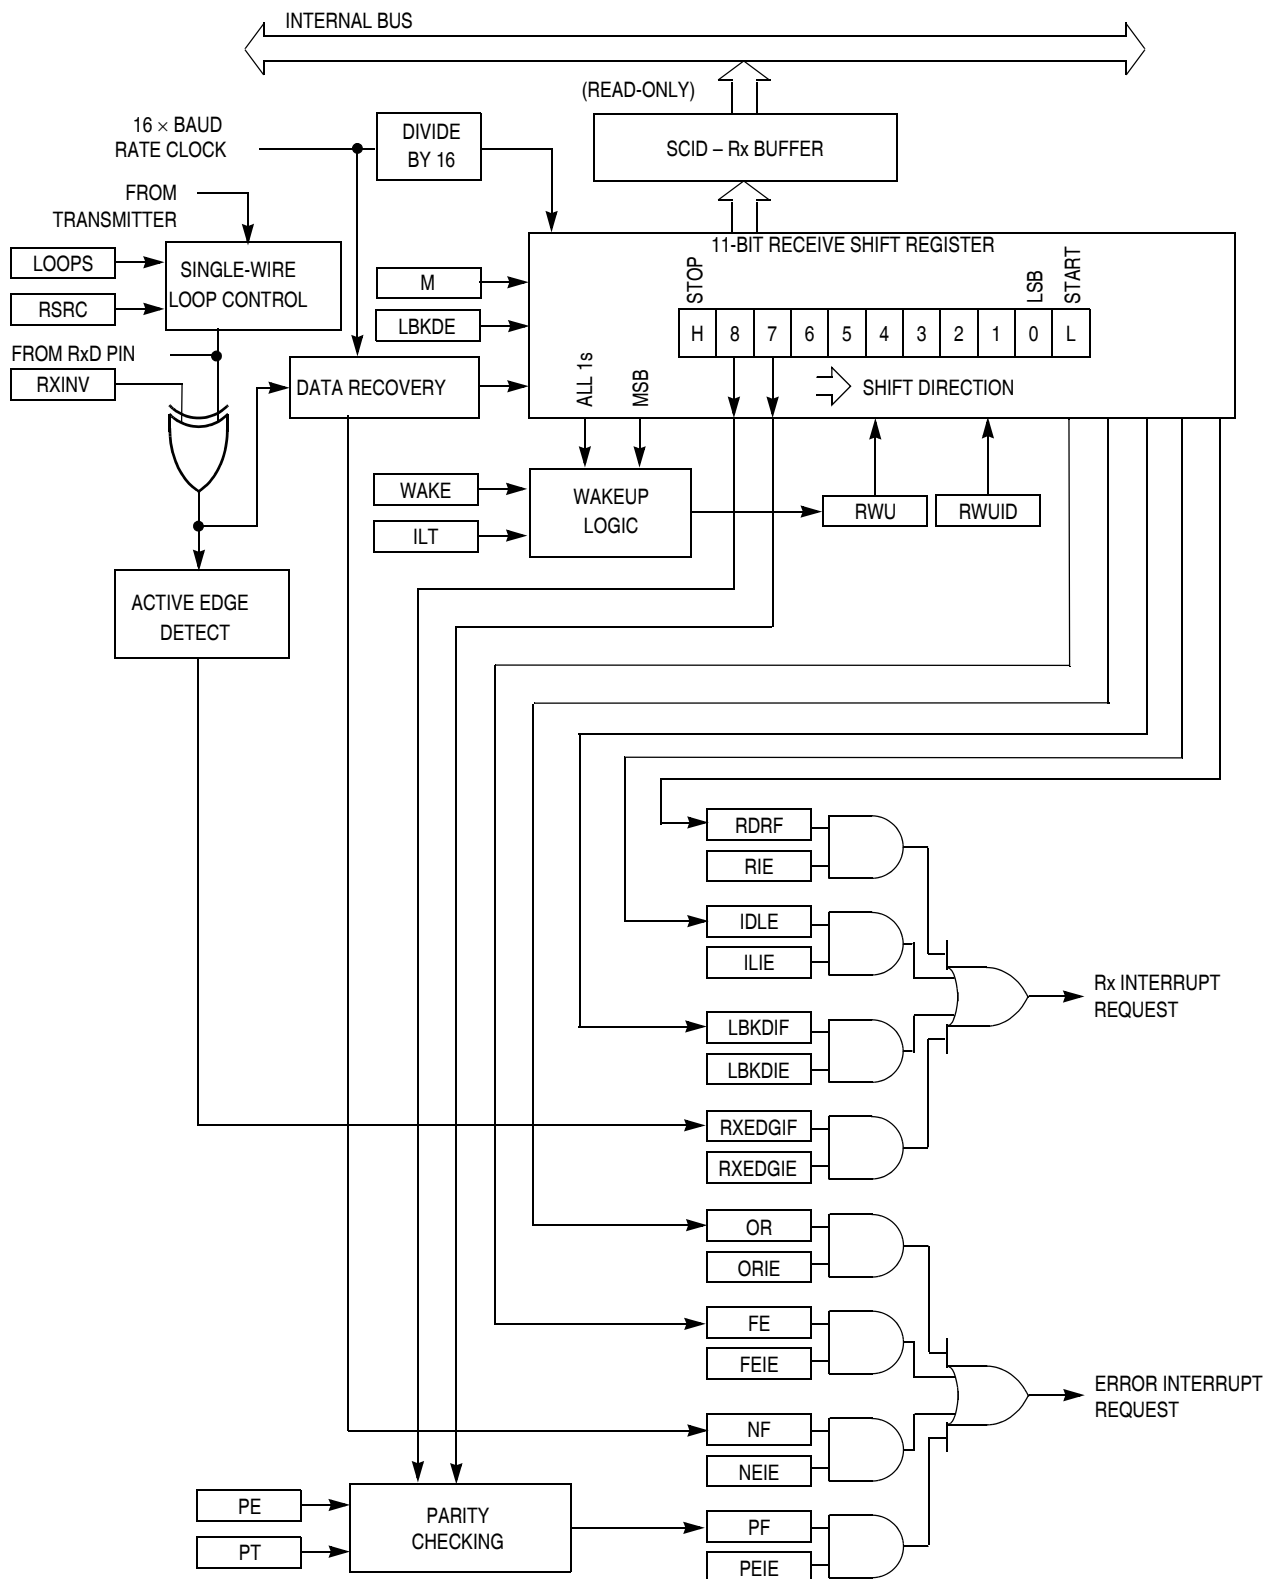 INTERNAL BUS
(READ-ONLY)
16 × BAUD
RATE CLOCK
DIVIDE
BY 16
SCID – Rx BUFFER
FROM
TRANSMITTER
LOOPS
RSRC
SINGLE-WIRE
LOOP CONTROL
11-BIT RECEIVE SHIFT REGISTER
M
LBKDE
STOP
LSB
START
H 8 7 6 5 4 3 2 1 0 L
FROM RxD PIN
RXINV
DATA RECOVERY
ALL 1s
MSB
SHIFT DIRECTION
WAKE
ILT
WAKEUP
LOGIC
RWU
RWUID
ACTIVE EDGE
DETECT
RDRF
RIE
IDLE
ILIE
Rx INTERRUPT
REQUEST
LBKDIF
LBKDIE
RXEDGIF
RXEDGIE
OR
ORIE
FE
FEIE
ERROR INTERRUPT
REQUEST
NF
NEIE
PE
PT
PARITY
CHECKING
PF
PEIE